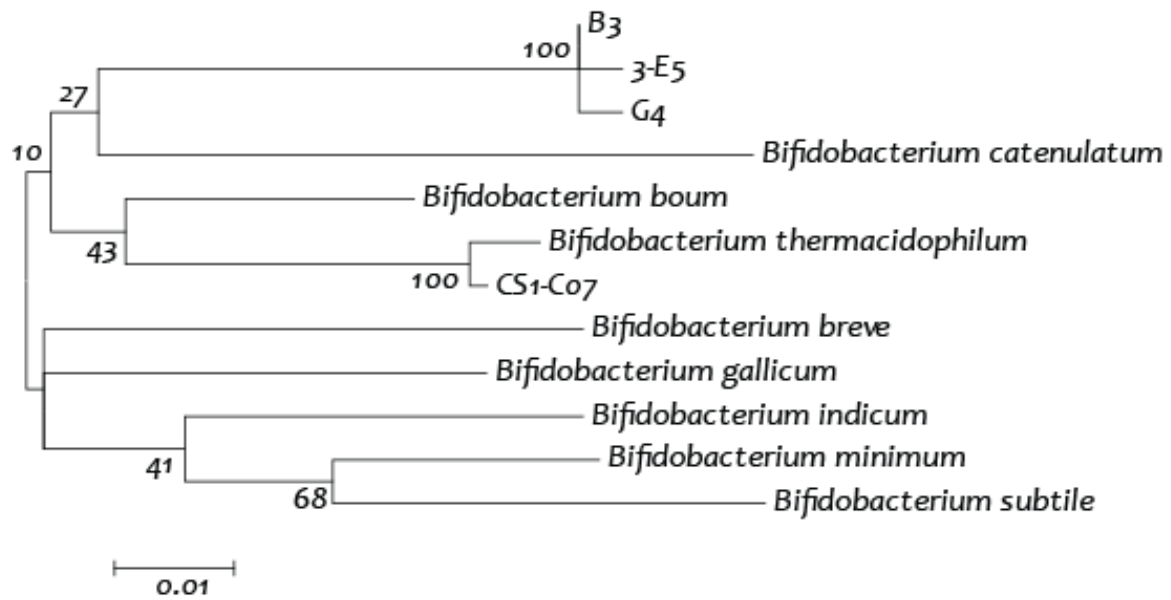 B3
100
3-E5
27
G4
10
Bifidobacterium catenulatum
Bifidobacterium boum
43
Bifidobacterium thermacidophilum
100
CS1-C07
Bifidobacterium breve
Bifidobacterium gallicum
Bifidobacterium indicum
41
Bifidobacterium minimum
68
Bifidobacterium subtile
0.01